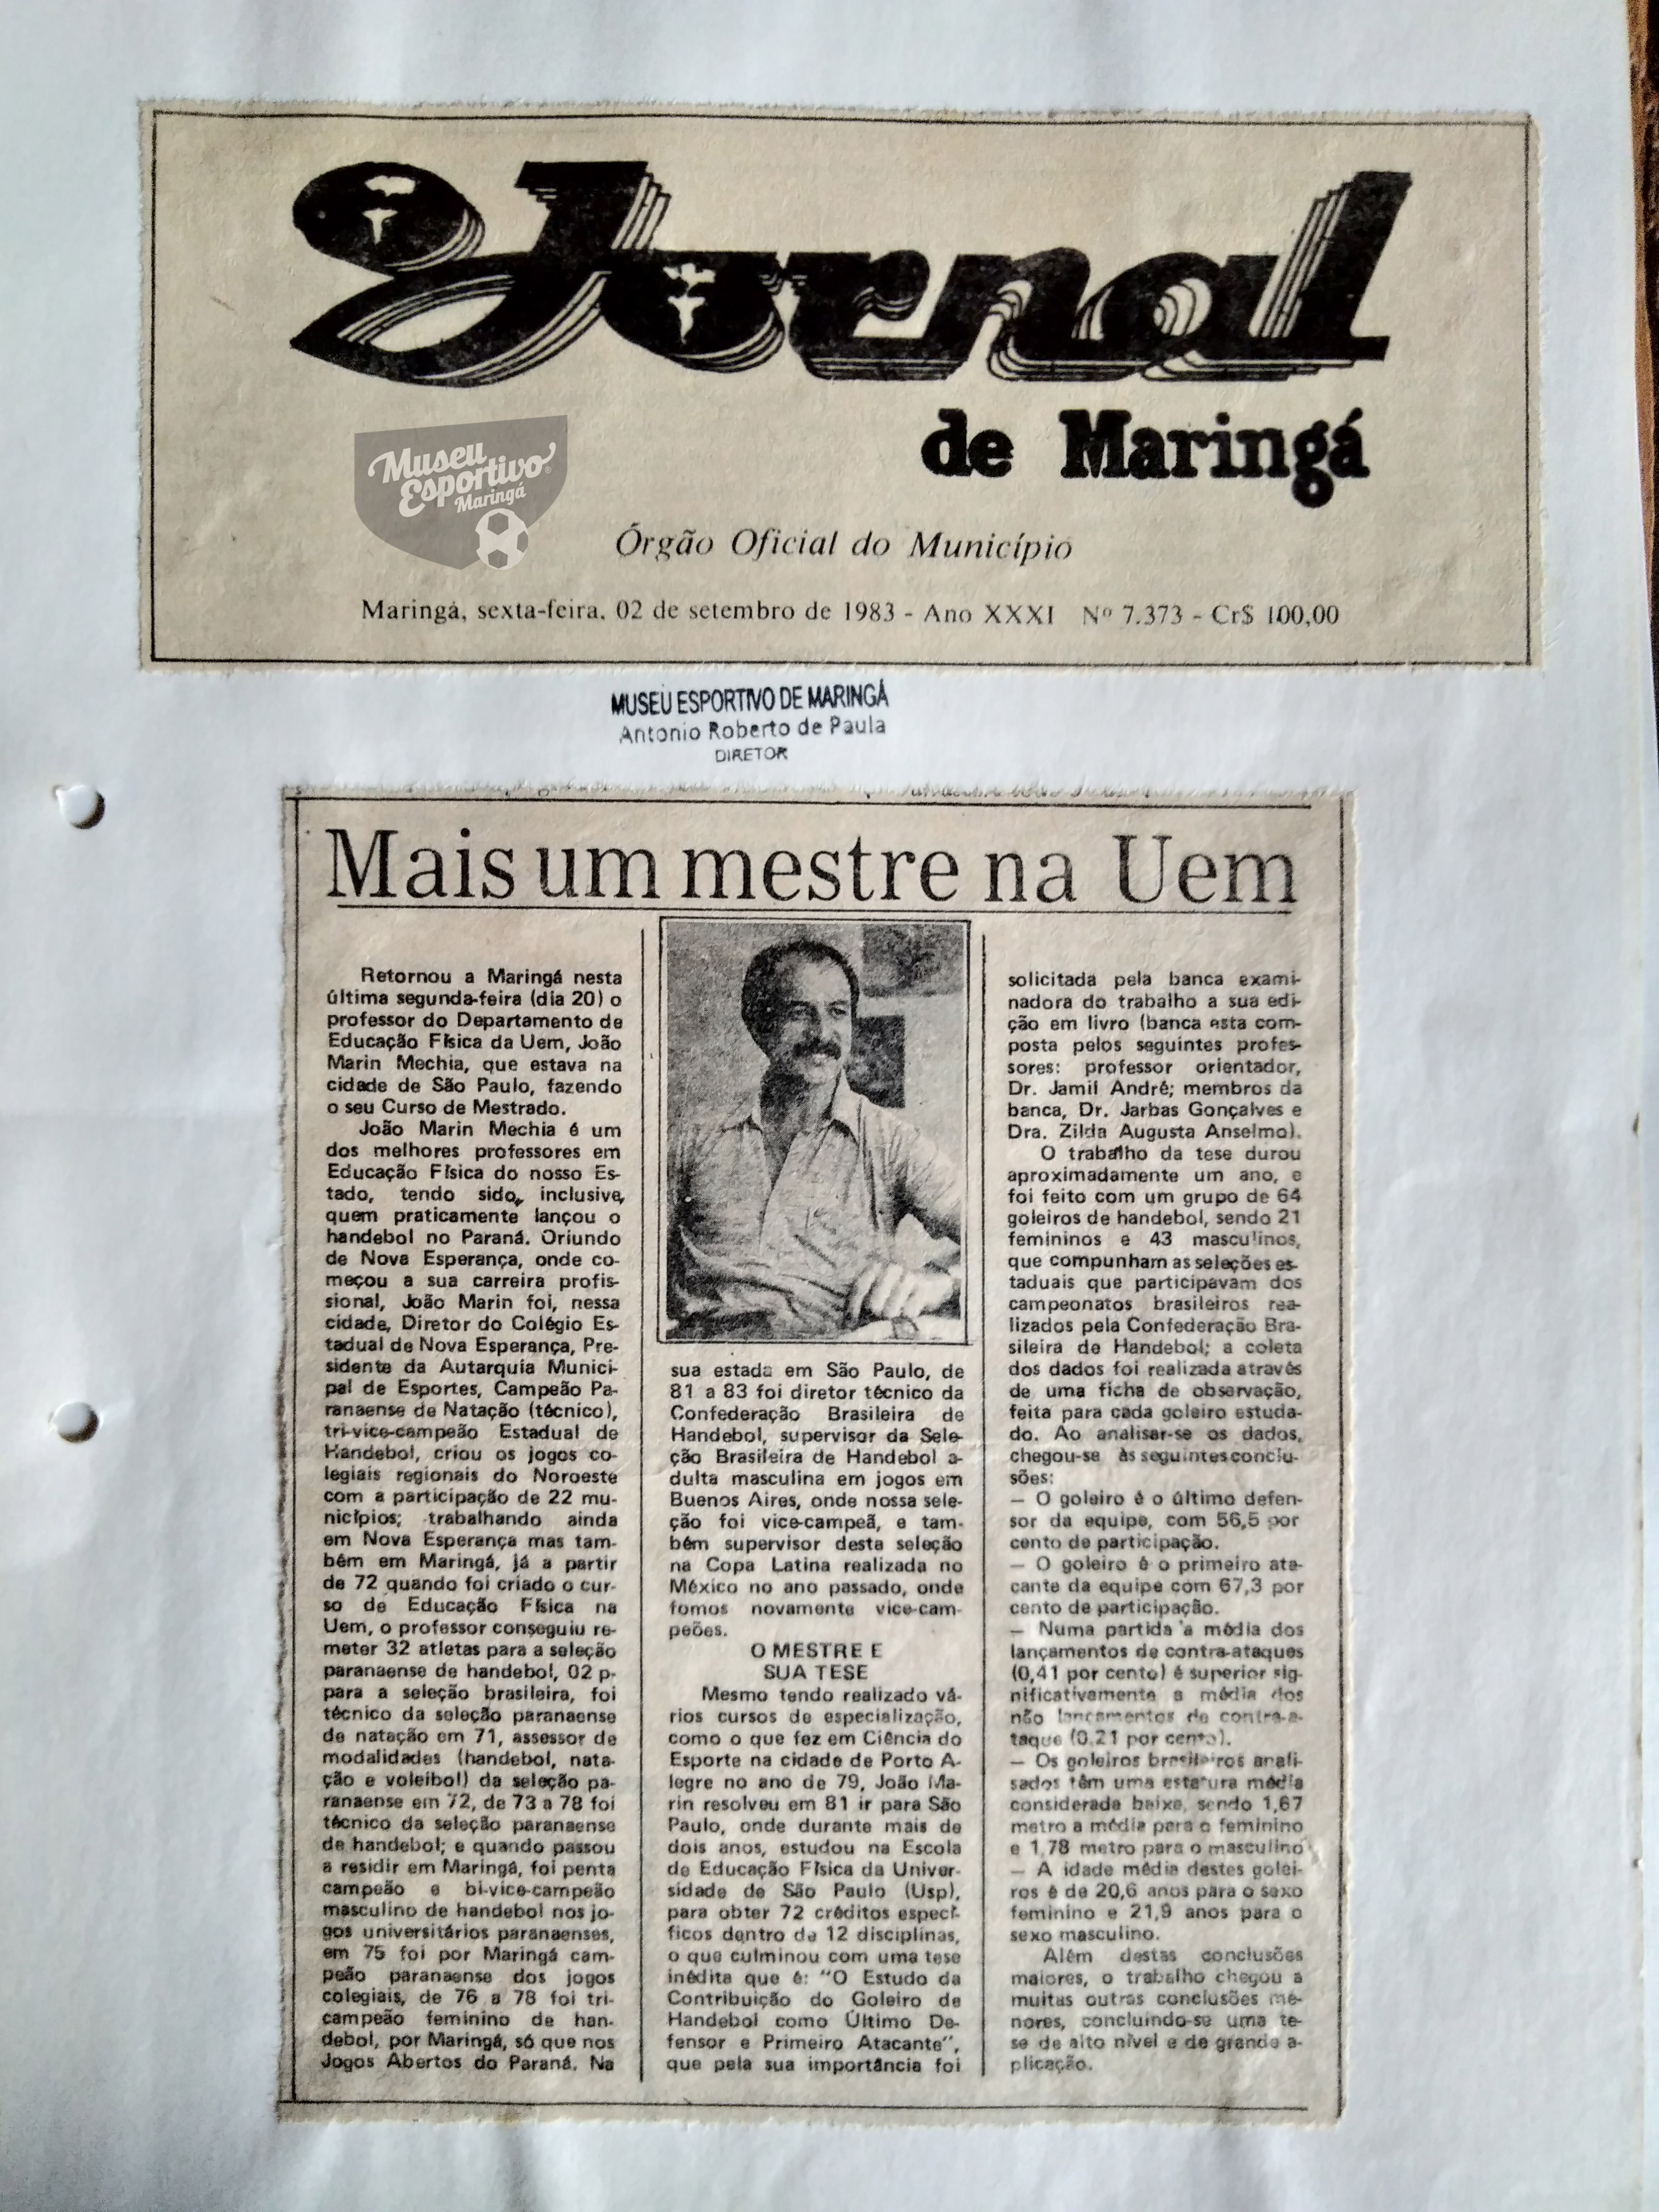 O Jornal
de Maringá
Museu
Esportivo
Maringá
Órgão Oficial do Município
Maringá, sexta-feira, 02 de setembro de 1983 - Ano XXXI Nº 7.373 - Cr$ 100,00
MUSEU ESPORTIVO DE MARINGÁ
Antonio Roberto de Paula
DIRETOR
Mais um mestre na Uem
Retornou a Maringá nesta
última segunda-feira (dia 20) o
professor do Departamento de
Educação Física da Uem, João
Marin Mechia, que estava na
cidade de São Paulo, fazendo
o seu Curso de Mestrado.
João Marin Mechia é um
dos melhores professores em
Educação Física do nosso Es-
tado, tendo sido, inclusive,
quem praticamente lançou o
handebol no Paraná. Oriundo
de Nova Esperança, onde co-
meçou a sua carreira profis-
sional, João Marin foi, nessa
cidade, Diretor do Colégio Es-
tadual de Nova Esperança, Pre-
sidente da Autarquia Munici-
pal de Esportes, Campeão Pa-
ranaense de Natação (técnico),
tri-vice-campeão Estadual de
Handebol, criou os jogos co-
legiais regionais do Noroeste
com a participação de 22 mu-
nicípios; trabalhando ainda
em Nova Esperança mas tam-
bém em Maringá, já a partir
de 72 quando foi criado o cur-
so de Educação Física na
Uem, o professor conseguiu re-
meter 32 atletas para a seleção
paranaense de handebol, 02 p-
para a seleção brasileira, foi
técnico da seleção paranaense
de natação em 71, assessor de
modalidades (handebol, nata-
ção e voleibol) da seleção pa-
ranaense em 72, de 73 a 78 foi
técnico da seleção paranaense
de handebol; e quando passou
a residir em Maringá, foi penta
campeão e bi-vice-campeão
masculino de handebol nos jo-
gos universitários paranaenses,
em 75 foi por Maringá cam-
peão paranaense dos jogos
colegiais, de 76 a 78 foi tri-
campeão feminino de han-
debol, por Maringá, só que nos
Jogos Abertos do Paraná. Na
sua estada em São Paulo, de
81 a 83 foi diretor técnico da
Confederação Brasileira de
Handebol, supervisor da Sele-
ção Brasileira de Handebol a-
dulta masculina em jogos em
Buenos Aires, onde nossa sele-
ção foi vice-campeã, e tam-
bém supervisor desta seleção
na Copa Latina realizada no
México no ano passado, onde
fomos novamente vice-cam-
peões.
O MESTRE E
SUA TESE
Mesmo tendo realizado vá-
rios cursos de especialização,
como o que fez em Ciência do
Esporte na cidade de Porto A-
legre no ano de 79, João Ma-
rin resolveu em 81 ir para São
Paulo, onde durante mais de
dois anos, estudou na Escola
de Educação Física da Univer-
sidade de São Paulo (Usp),
para obter 72 créditos especí-
ficos dentro de 12 disciplinas,
o que culminou com uma tese
inédita que é: "O Estudo da
Contribuição do Goleiro de
Handebol como Último De-
fensor e Primeiro Atacante",
que pela sua importância foi
solicitada pela banca exami-
nadora do trabalho a sua edi-
ção em livro (banca esta com-
posta pelos seguintes profes-
sores: professor orientador,
Dr. Jamil André; membros da
banca, Dr. Jarbas Gonçalves e
Dra. Zilda Augusta Anselmo).
O trabalho da tese durou
aproximadamente um ano, e
foi feito com um grupo de 64
goleiros de handebol, sendo 21
femininos e 43 masculinos,
que compunham as seleções es-
taduais que participavam dos
campeonatos brasileiros rea-
lizados pela Confederação Bra-
sileira de Handebol; a coleta
dos dados foi realizada através
de uma ficha de observação,
feita para cada goleiro estuda-
do. Ao analisar-se os dados,
chegou-se às seguintes conclu-
sões:
— O goleiro é o último defen-
sor da equipe, com 56,5 por
cento de participação.
— O goleiro é o primeiro ata-
cante da equipe com 67,3 por
cento de participação.
— Numa partida a média dos
lançamentos de contra-ataques
(0,41 por cento) é superior sig-
nificativamente a média dos
não lançamentos de contra-a-
taque (0,21 por cento).
— Os goleiros brasileiros anali-
sados têm uma estatura média
considerada baixa, sendo 1,67
metro a média para o feminino
e 1,78 metro para o masculino
— A idade média destes golei-
ros é de 20,6 anos para o sexo
feminino e 21,9 anos para o
sexo masculino.
Além destas conclusões
maiores, o trabalho chegou a
muitas outras conclusões me-
nores, concluindo-se uma te-
se de alto nível e de grande a-
plicação.